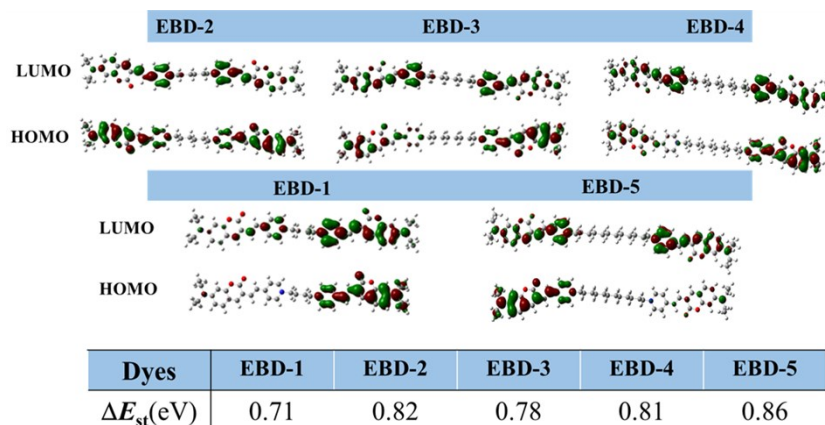 EBD-2 EBD-3 EBD-4
LUMO
HOMO
EBD-1 EBD-5
LUMO
HOMO
Dyes EBD-1 EBD-2 EBD-3 EBD-4 EBD-5
ΔEst(eV) 0.71 0.82 0.78 0.81 0.86